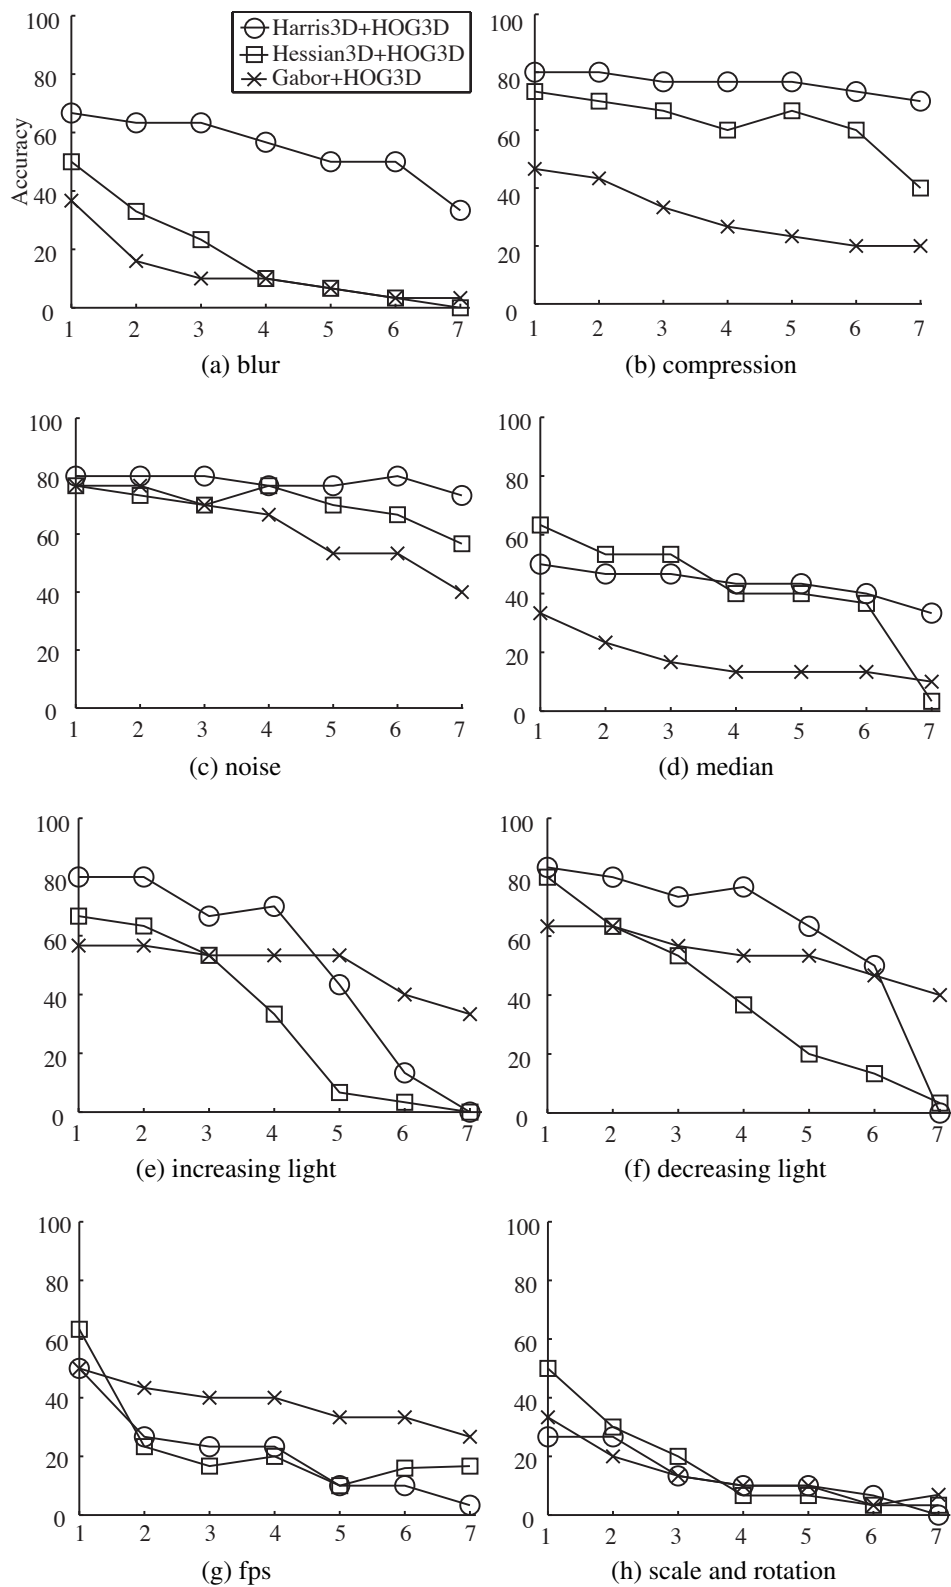 100
80
60
40
20
0
Accuracy
Harris3D+HOG3D
Hessian3D+HOG3D
Gabor+HOG3D
1 2 3 4 5 6 7
(a) blur
100
80
60
40
20
0
1 2 3 4 5 6 7
(b) compression
100
80
60
40
20
0
1 2 3 4 5 6 7
(c) noise
100
80
60
40
20
0
1 2 3 4 5 6 7
(d) median
100
80
60
40
20
0
1 2 3 4 5 6 7
(e) increasing light
100
80
60
40
20
0
1 2 3 4 5 6 7
(f) decreasing light
100
80
60
40
20
0
1 2 3 4 5 6 7
(g) fps
100
80
60
40
20
0
1 2 3 4 5 6 7
(h) scale and rotation